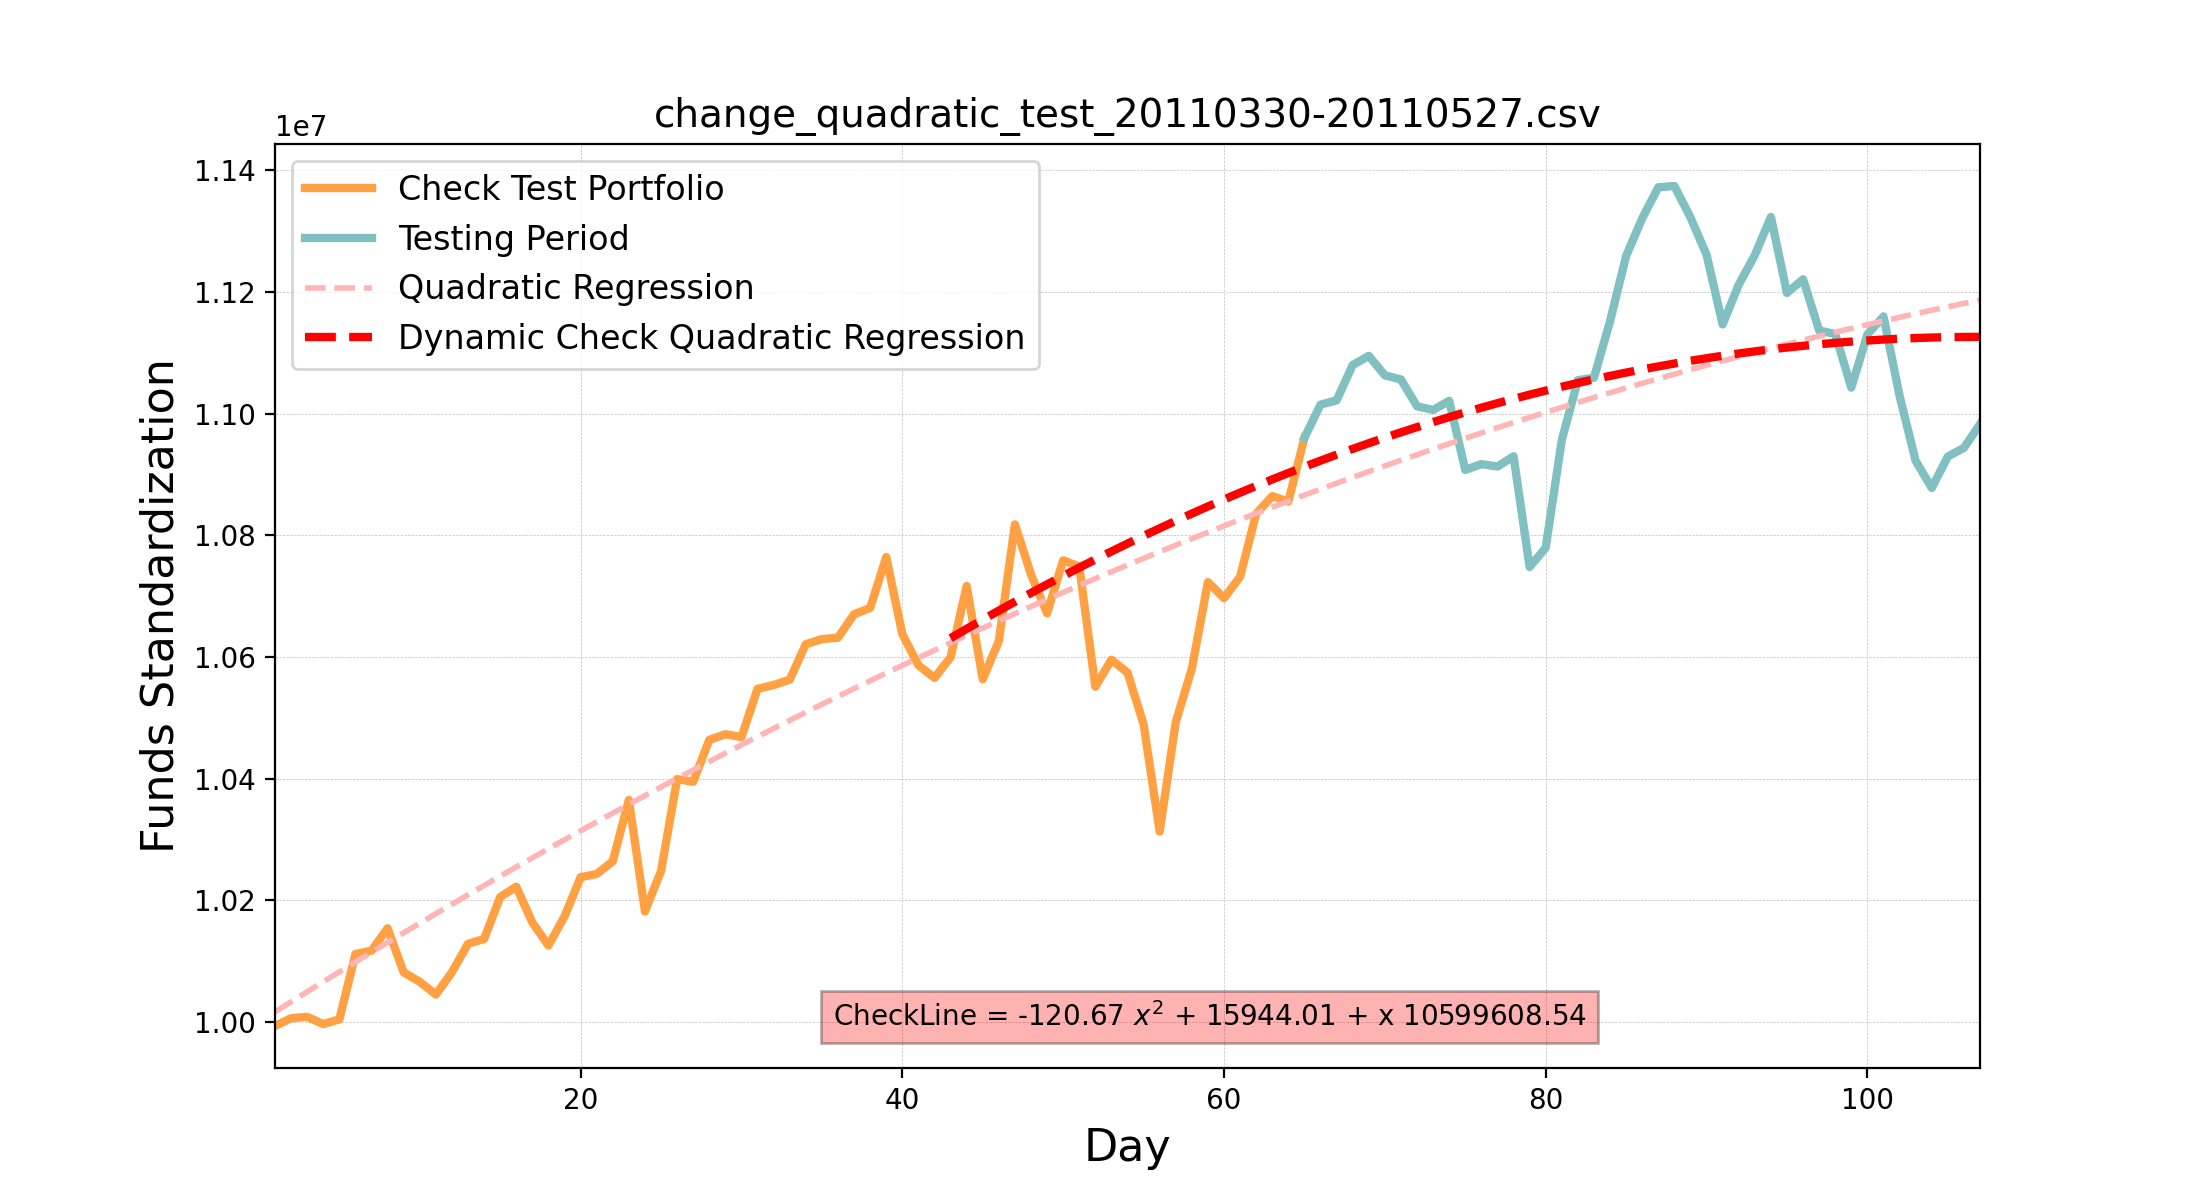 change_quadratic_test_20110330-20110527.csv
1e7
1.14
1.12
1.10
1.08
1.06
1.04
1.02
1.00
Funds Standardization
Check Test Portfolio
Testing Period
Quadratic Regression
Dynamic Check Quadratic Regression
CheckLine = -120.67 x² + 15944.01 + x 10599608.54
20 40 60 80 100
Day